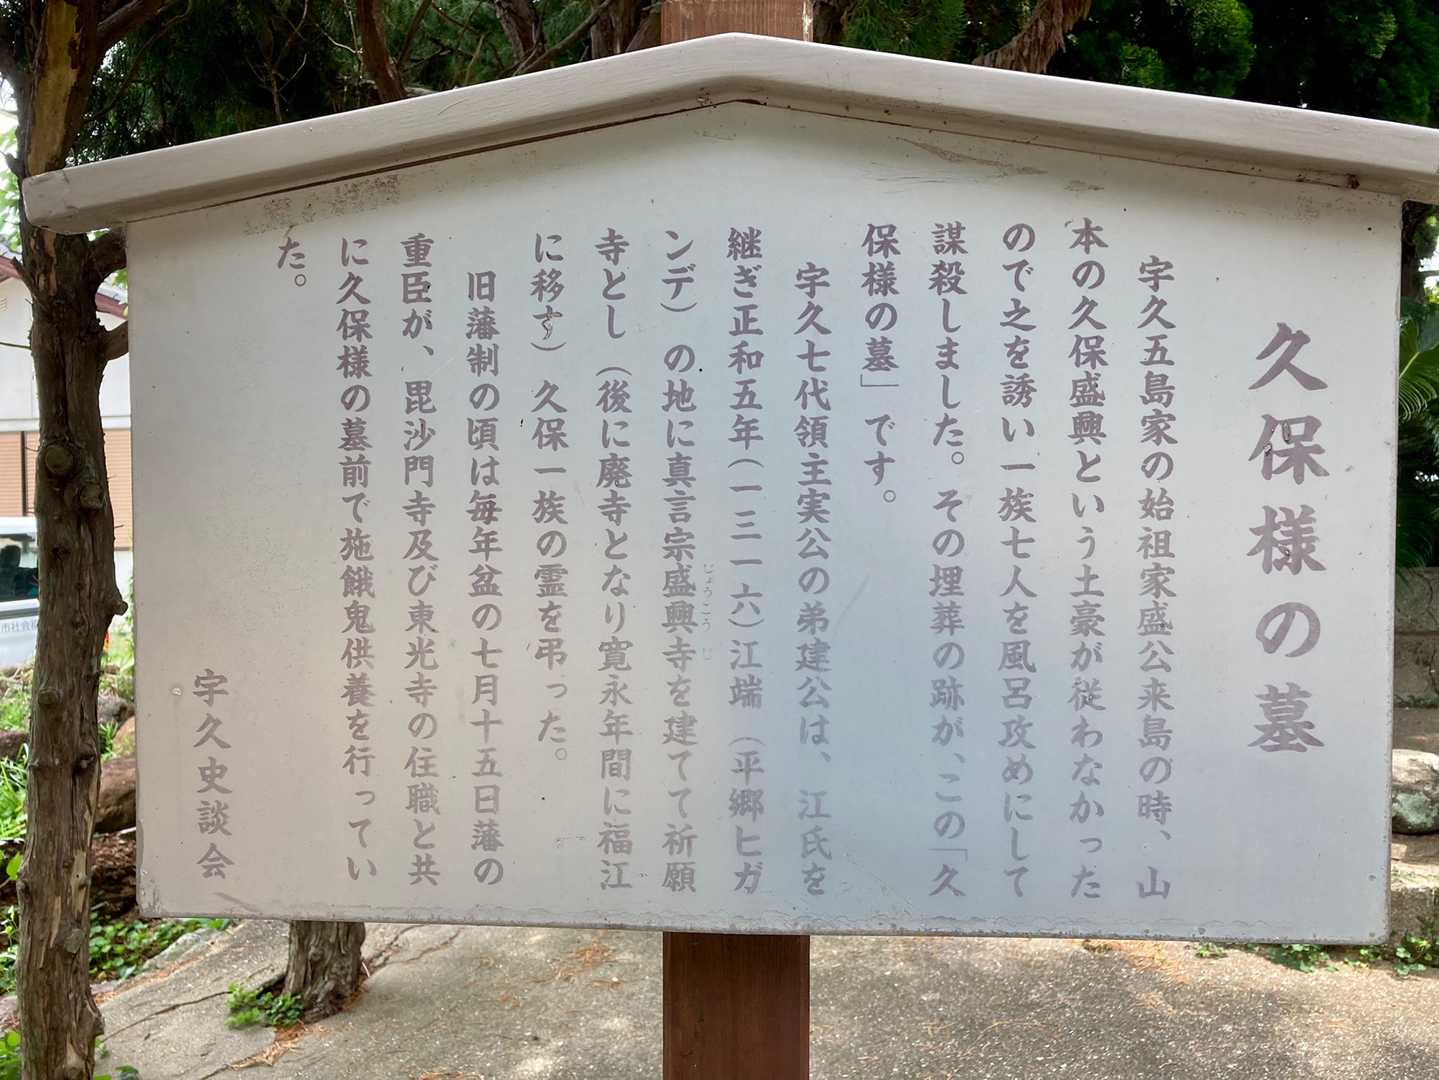 久保様の墓
宇久五島家の始祖家盛公来島の時、山
本の久保盛興という土豪が従わなかった
ので之を誘い一族七人を風呂攻めにして
謀殺しました。その埋葬の跡が、この「久
保様の墓」です。
宇久七代領主実公の弟建公は、江氏を
継ぎ正和五年(一三一六)江端(平郷ヒガ
ンデ)の地に真言宗盛興寺を建てて祈願
じょうこうじ
寺とし(後に廃寺となり寛永年間に福江
に移す)久保一族の霊を弔った。
旧藩制の頃は毎年盆の七月十五日藩の
重臣が、毘沙門寺及び東光寺の住職と共
に久保様の墓前で施餓鬼供養を行ってい
た。
宇久史談会
市社会